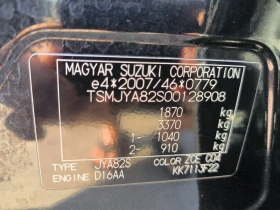 MAGYAR SUZUKI CORPORATION
e4*2007/46*0779
TSMJYA82S00128908
1870 kg
3370 kg
1- 1040 kg
2- 910 kg
TYPE JYA82S COLOR ZCE C04
ENGINE D16AA KK711JF22